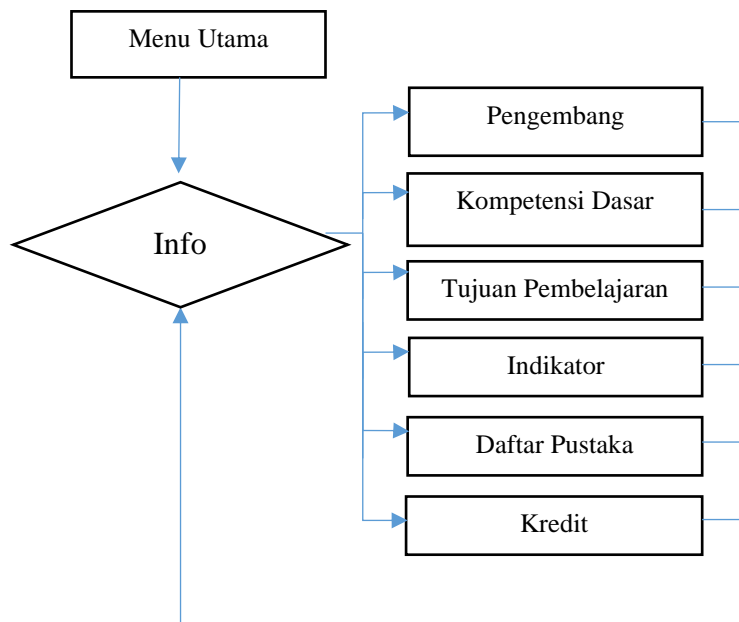 Menu Utama
Info
Pengembang
Kompetensi Dasar
Tujuan Pembelajaran
Indikator
Daftar Pustaka
Kredit